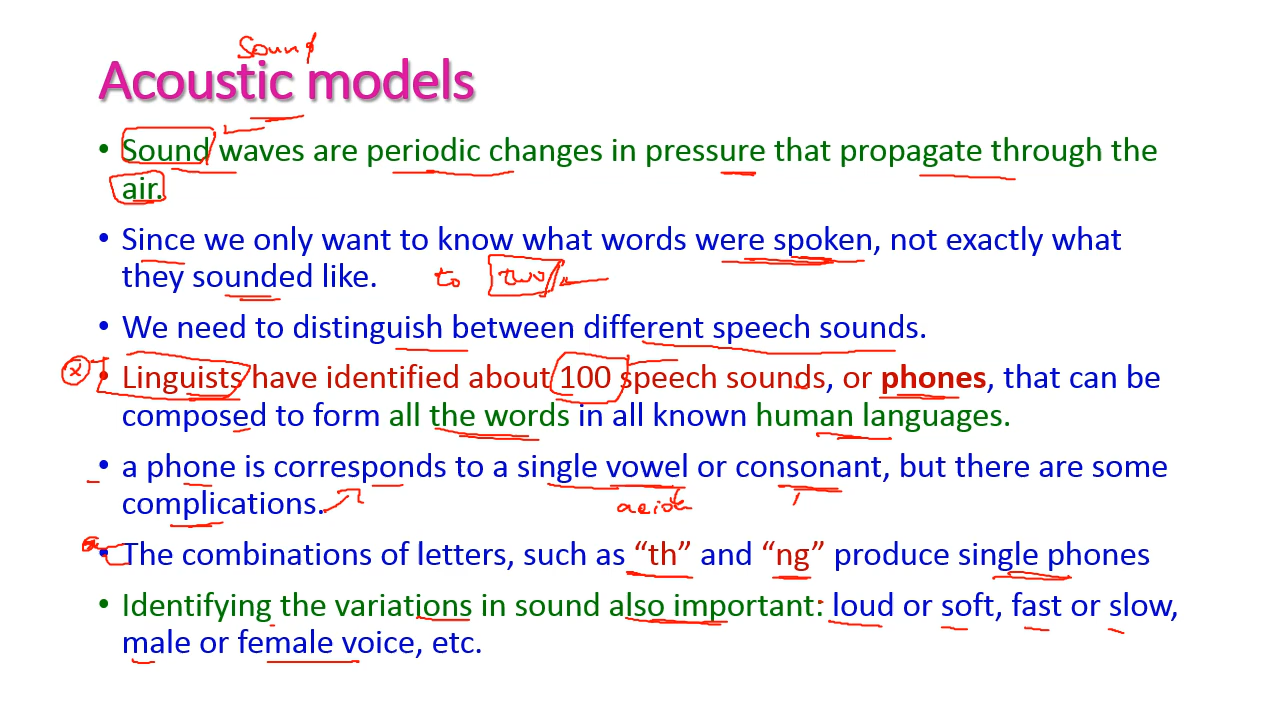 Sound
Acoustic models
• Sound waves are periodic changes in pressure that propagate through the
air.
• Since we only want to know what words were spoken, not exactly what
they sounded like. to two
• We need to distinguish between different speech sounds.
• Linguists have identified about 100 speech sounds, or phones, that can be
composed to form all the words in all known human languages.
• a phone is corresponds to a single vowel or consonant, but there are some
complications. aeiou
• The combinations of letters, such as “th” and “ng” produce single phones
• Identifying the variations in sound also important: loud or soft, fast or slow,
male or female voice, etc.